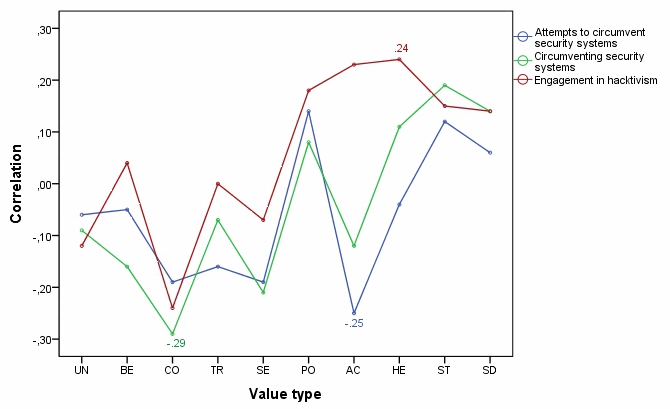 ,30
,20
,10
,00
-,10
-,20
-,30
Correlation
.24
-.25
-.29
UN BE CO TR SE PO AC HE ST SD
Value type
Attempts to circumvent
security systems
Circumventing security
systems
Engagement in hacktivism